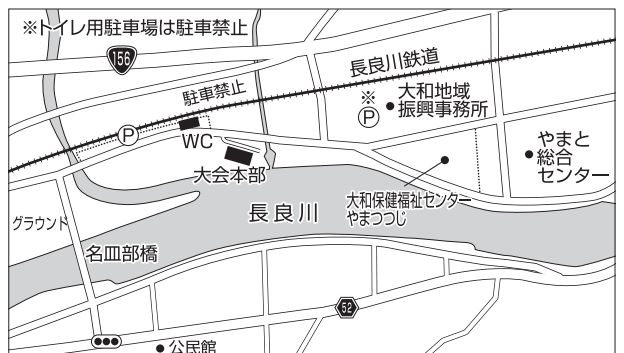 ※トイレ用駐車場は駐車禁止
156
長良川鉄道
駐車禁止
※
P
大和地域
振興事務所
P
WC
大会本部
やまと
総合
センター
大和保健福祉センター
やまつつじ
長良川
グラウンド
名皿部橋
52
公民館